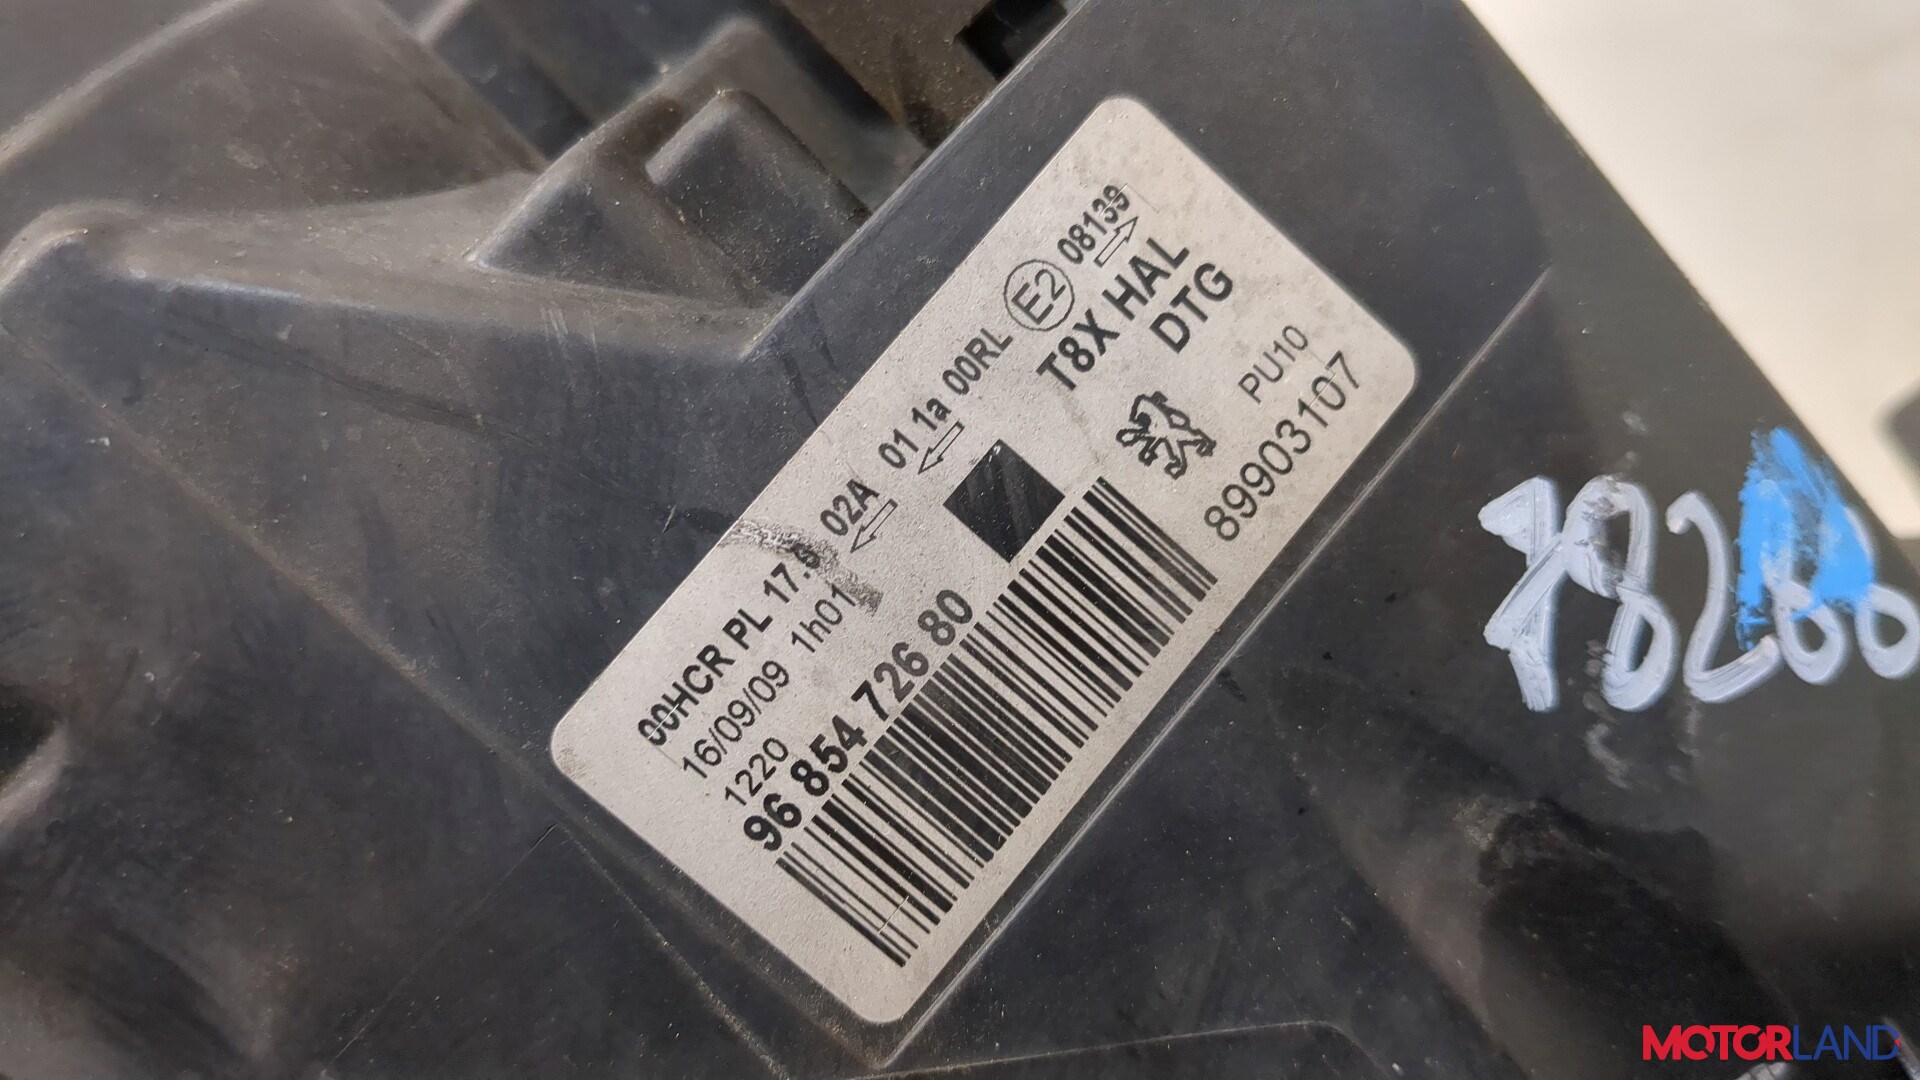 00HCR PL 17.5 02A 01 1a 00RL E2 08139
16/09/09 1h01
T8X HAL
1220
DTG
96 854 726 80
PU10
89903107
MOTORLAND